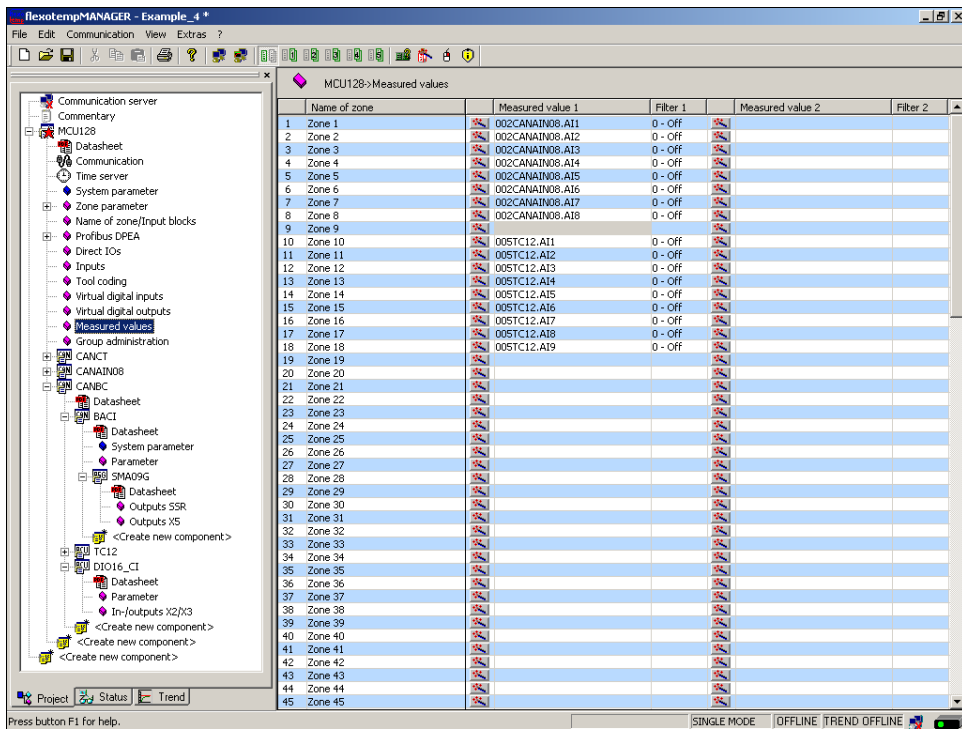 flexotempMANAGER - Example_4 *
File Edit Communication View Extras ?
MCU128->Measured values
Communication server
Commentary
MCU128
Datasheet
Communication
Time server
System parameter
Zone parameter
Name of zone/Input blocks
Profibus DPEA
Direct IOs
Inputs
Tool coding
Virtual digital inputs
Virtual digital outputs
Measured values
Group administration
CANCT
CANAIN08
CANBC
Datasheet
BACI
Datasheet
System parameter
Parameter
SMA09G
Datasheet
Outputs SSR
Outputs X5
<Create new component>
TC12
DIO16_CI
Datasheet
Parameter
In-/outputs X2/X3
<Create new component>
<Create new component>
<Create new component>
Project Status Trend
Name of zone Measured value 1 Filter 1 Measured value 2 Filter 2
1 Zone 1 002CANAIN08.AI1 0 - Off
2 Zone 2 002CANAIN08.AI2 0 - Off
3 Zone 3 002CANAIN08.AI3 0 - Off
4 Zone 4 002CANAIN08.AI4 0 - Off
5 Zone 5 002CANAIN08.AI5 0 - Off
6 Zone 6 002CANAIN08.AI6 0 - Off
7 Zone 7 002CANAIN08.AI7 0 - Off
8 Zone 8 002CANAIN08.AI8 0 - Off
9 Zone 9
10 Zone 10 005TC12.AI1 0 - Off
11 Zone 11 005TC12.AI2 0 - Off
12 Zone 12 005TC12.AI3 0 - Off
13 Zone 13 005TC12.AI4 0 - Off
14 Zone 14 005TC12.AI5 0 - Off
15 Zone 15 005TC12.AI6 0 - Off
16 Zone 16 005TC12.AI7 0 - Off
17 Zone 17 005TC12.AI8 0 - Off
18 Zone 18 005TC12.AI9 0 - Off
19 Zone 19
20 Zone 20
21 Zone 21
22 Zone 22
23 Zone 23
24 Zone 24
25 Zone 25
26 Zone 26
27 Zone 27
28 Zone 28
29 Zone 29
30 Zone 30
31 Zone 31
32 Zone 32
33 Zone 33
34 Zone 34
35 Zone 35
36 Zone 36
37 Zone 37
38 Zone 38
39 Zone 39
40 Zone 40
41 Zone 41
42 Zone 42
43 Zone 43
44 Zone 44
45 Zone 45
Press button F1 for help. SINGLE MODE OFFLINE TREND OFFLINE